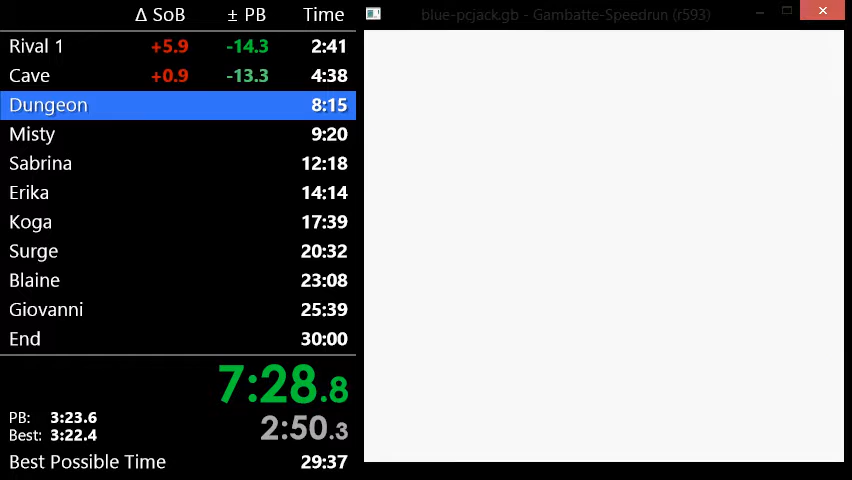 Δ SoB ± PB Time
Rival 1 +5.9 -14.3 2:41
Cave +0.9 -13.3 4:38
Dungeon 8:15
Misty 9:20
Sabrina 12:18
Erika 14:14
Koga 17:39
Surge 20:32
Blaine 23:08
Giovanni 25:39
End 30:00
7:28.8
PB: 3:23.6
Best: 3:22.4
2:50.3
Best Possible Time 29:37
blue-pcjack.gb - Gambatte-Speedrun (r593)